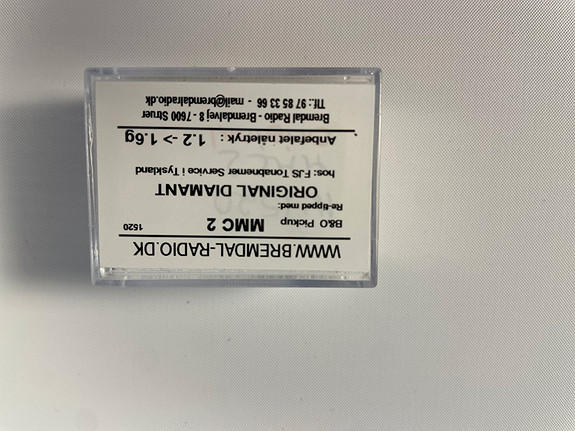 WWW.BREMDAL-RADIO.DK
B&O Pickup MMC 2 1520
Re-tipped med:
ORIGINAL DIAMANT
hos: FJS Tonabnemer Service i Tyskland
Anbefalet nåletryk : 1.2 -> 1.6g
Bremdal Radio - Bremdalvej 8 - 7600 Struer
Tlf.: 97 85 33 66 - mail@bremdalradio.dk